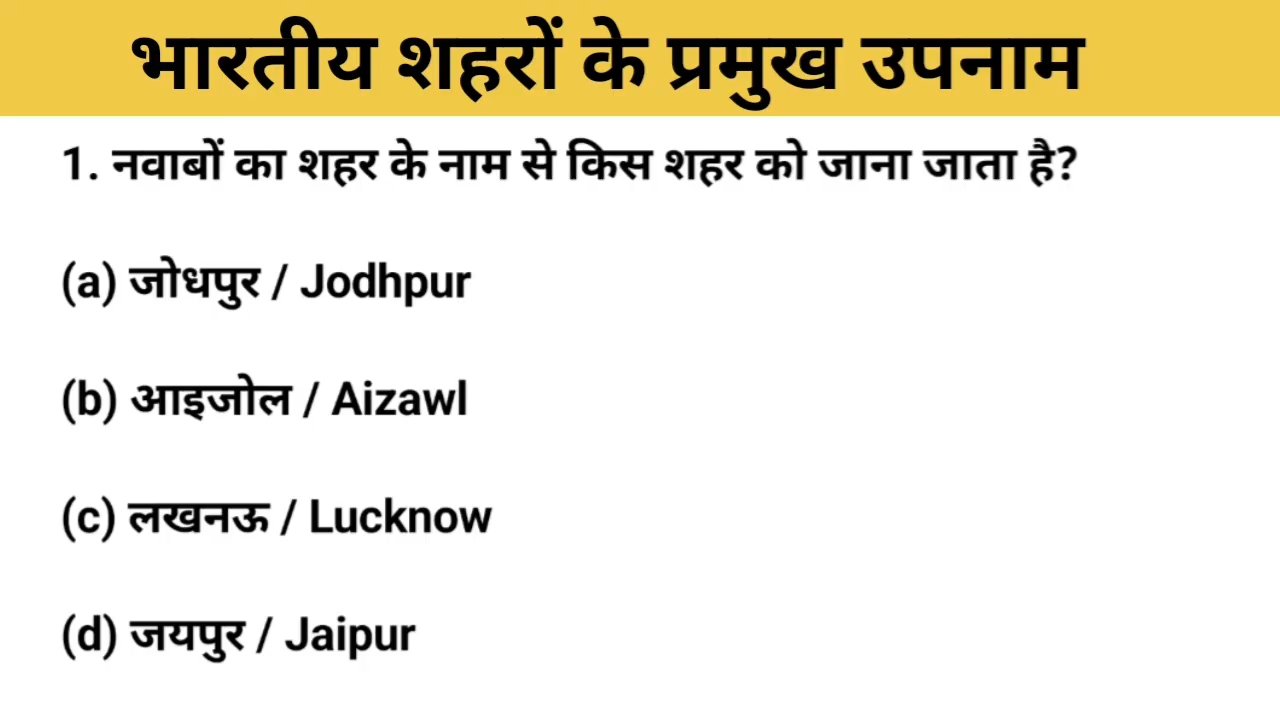 भारतीय शहरों के प्रमुख उपनाम
1. नवाबों का शहर के नाम से किस शहर को जाना जाता है?
(a) जोधपुर / Jodhpur
(b) आइजोल / Aizawl
(c) लखनऊ / Lucknow
(d) जयपुर / Jaipur